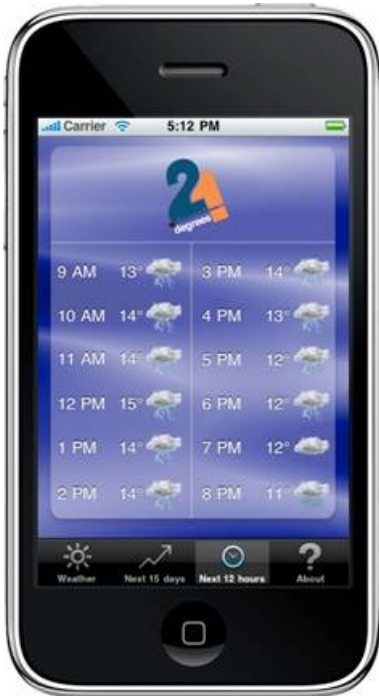 Carrier 5:12 PM
21
degrees
9 AM 13°
10 AM 14°
11 AM 14°
12 PM 15°
1 PM 14°
2 PM 14°
3 PM 14°
4 PM 13°
5 PM 12°
6 PM 12°
7 PM 12°
8 PM 11°
Weather Next 15 days Next 12 hours About